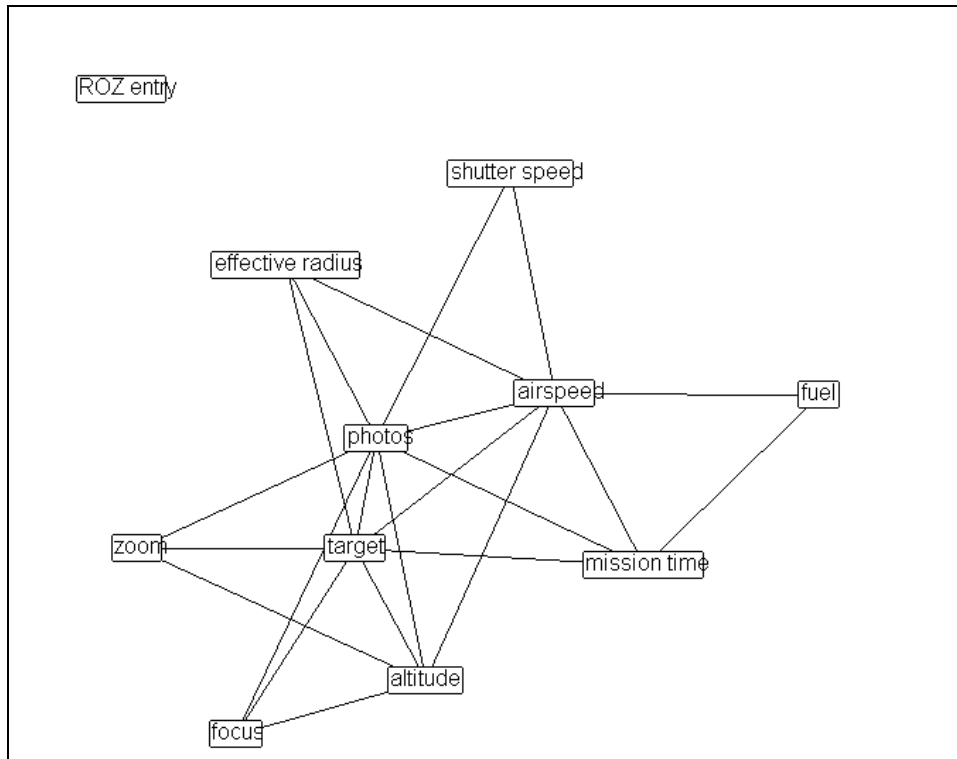 ROZ entry
shutter speed
effective radius
airspeed
fuel
photos
zoom
target
mission time
altitude
focus